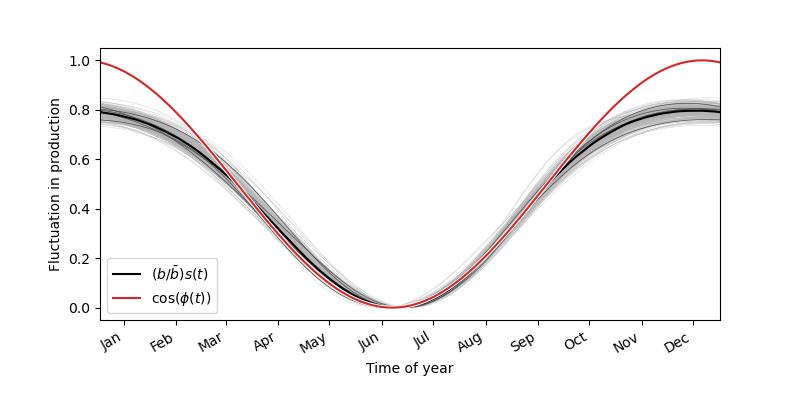 Fluctuation in production
1.0
0.8
0.6
0.4
0.2
0.0
(b/b̄)s(t)
cos(ϕ(t))
Jan Feb Mar Apr May Jun Jul Aug Sep Oct Nov Dec
Time of year